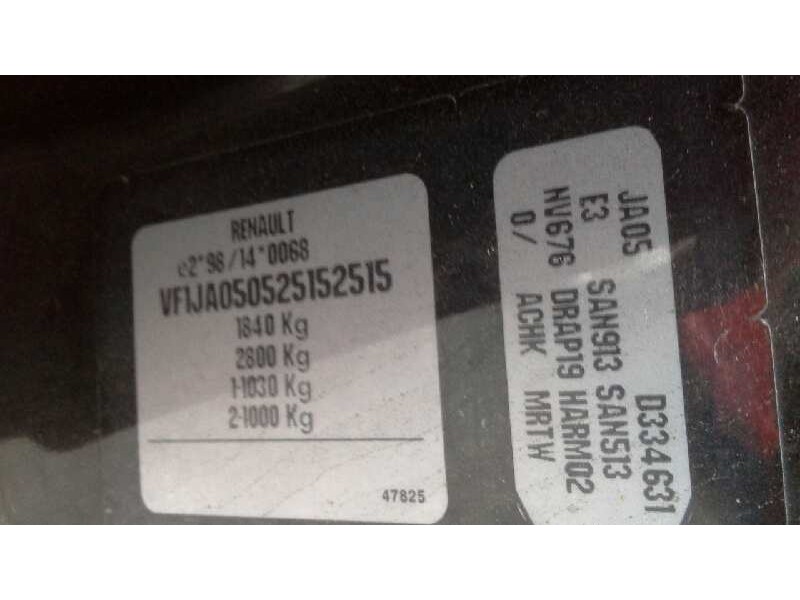 RENAULT
e2*98/14*0068
VF1JA050525152515
1840 Kg
2800 Kg
1-1030 Kg
2-1000 Kg
47825
JA05 D334631
E3 SAN913 SAN513
NV676 DRAP19 HARM02
0/ ACHK MRTW